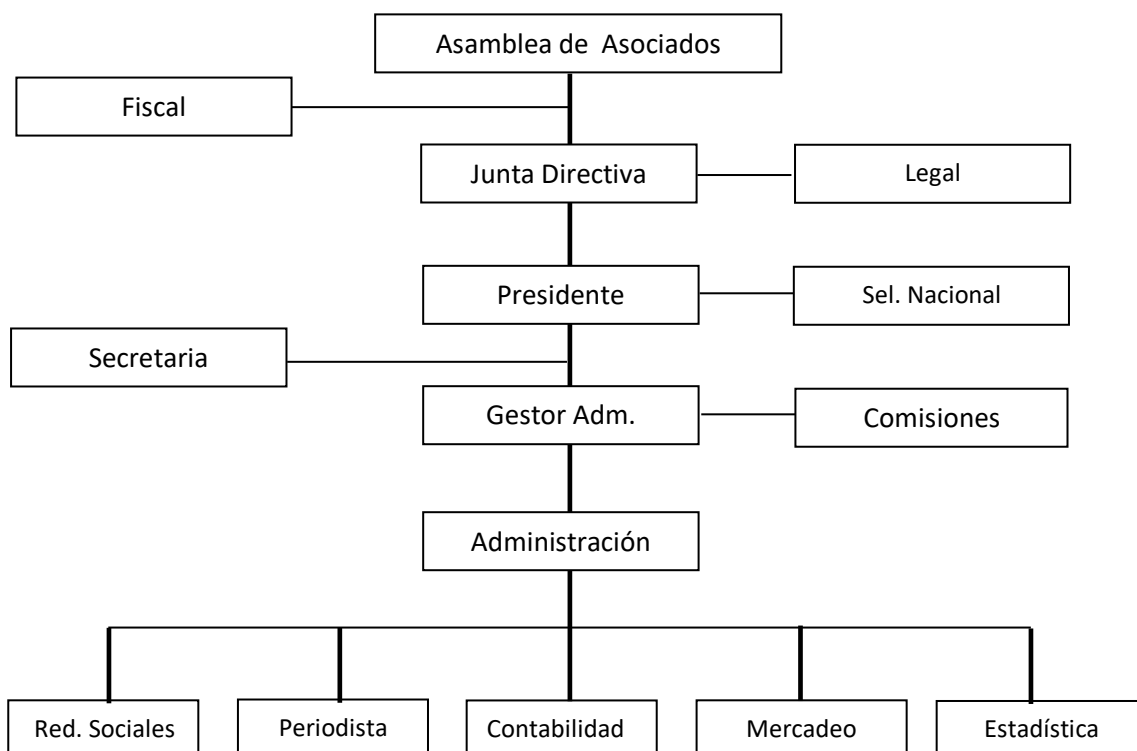 Asamblea de Asociados
Fiscal
Junta Directiva
Legal
Presidente
Sel. Nacional
Secretaria
Gestor Adm.
Comisiones
Administración
Red. Sociales
Periodista
Contabilidad
Mercadeo
Estadística